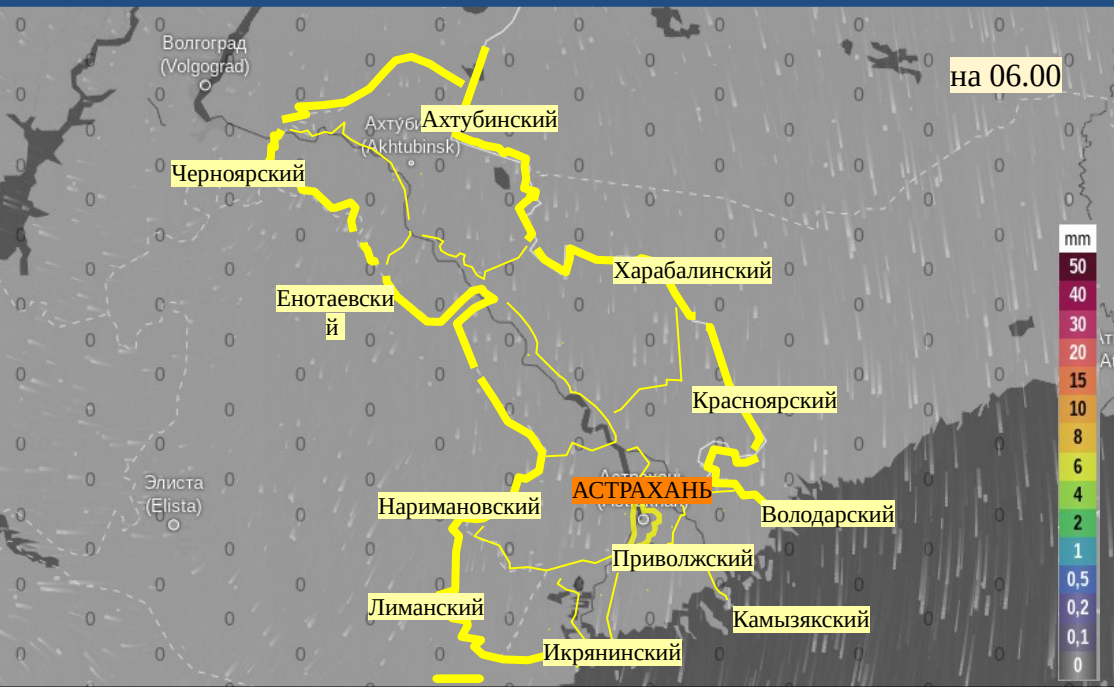 Волгоград
(Volgograd)
на 06.00
Ахтубинский
(Akhtubinsk)
Черноярский
mm
50
40
30
20
15
10
8
6
4
2
1
0,5
0,2
0,1
0
Харабалинский
Енотаевски
й
Красноярский
Элиста
(Elista)
АСТРАХАНЬ
Наримановский
Володарский
Приволжский
Лиманский
Камызякский
Икрянинский